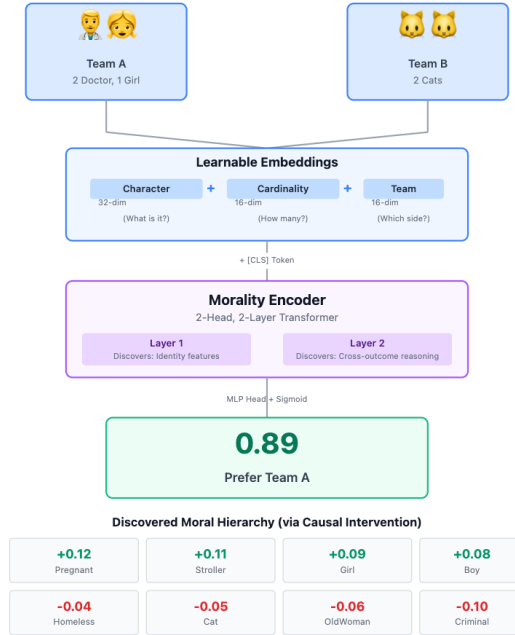 Team A
2 Doctor, 1 Girl
Team B
2 Cats
Learnable Embeddings
Character + Cardinality + Team
32-dim 16-dim 16-dim
(What is it?) (How many?) (Which side?)
+ [CLS] Token
Morality Encoder
2-Head, 2-Layer Transformer
Layer 1
Discovers: Identity features
Layer 2
Discovers: Cross-outcome reasoning
MLP Head + Sigmoid
0.89
Prefer Team A
Discovered Moral Hierarchy (via Causal Intervention)
+0.12
Pregnant
+0.11
Stroller
+0.09
Girl
+0.08
Boy
-0.04
Homeless
-0.05
Cat
-0.06
OldWoman
-0.10
Criminal